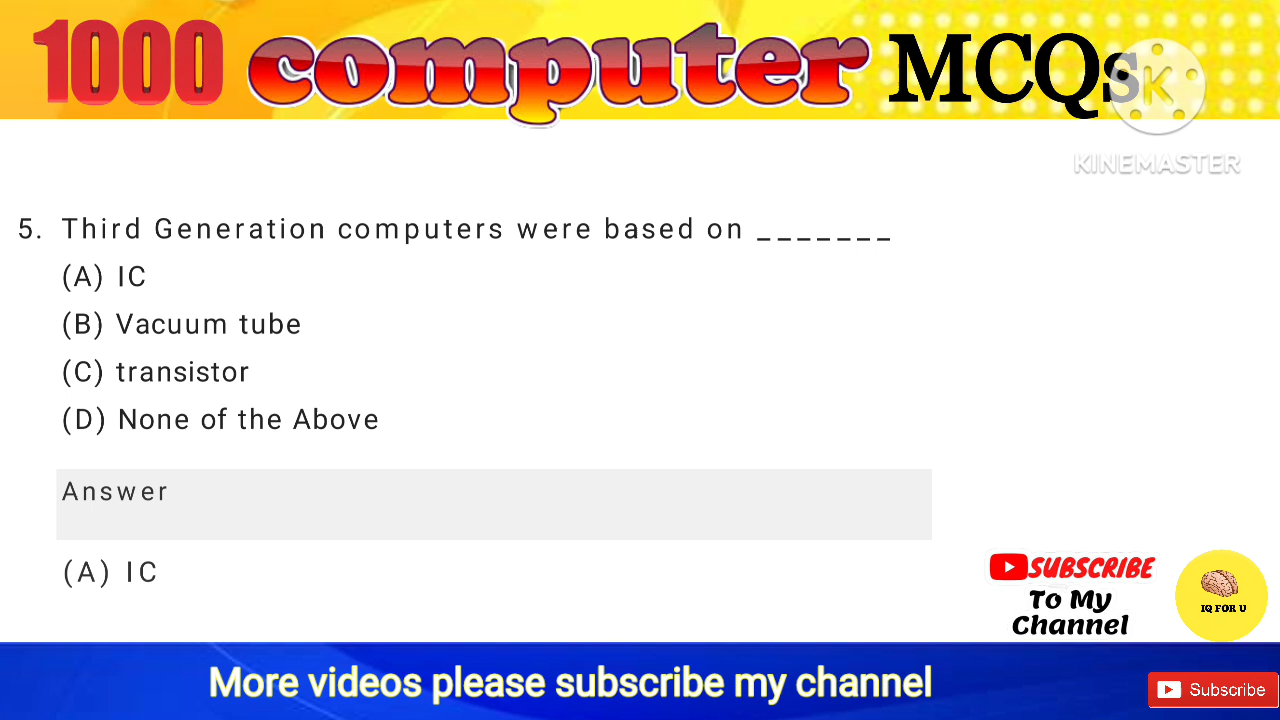 1000 computer MCQs
KINEMASTER
5. Third Generation computers were based on _______
(A) IC
(B) Vacuum tube
(C) transistor
(D) None of the Above
Answer
(A) IC
SUBSCRIBE
To My
Channel
IQ FOR U
More videos please subscribe my channel
Subscribe